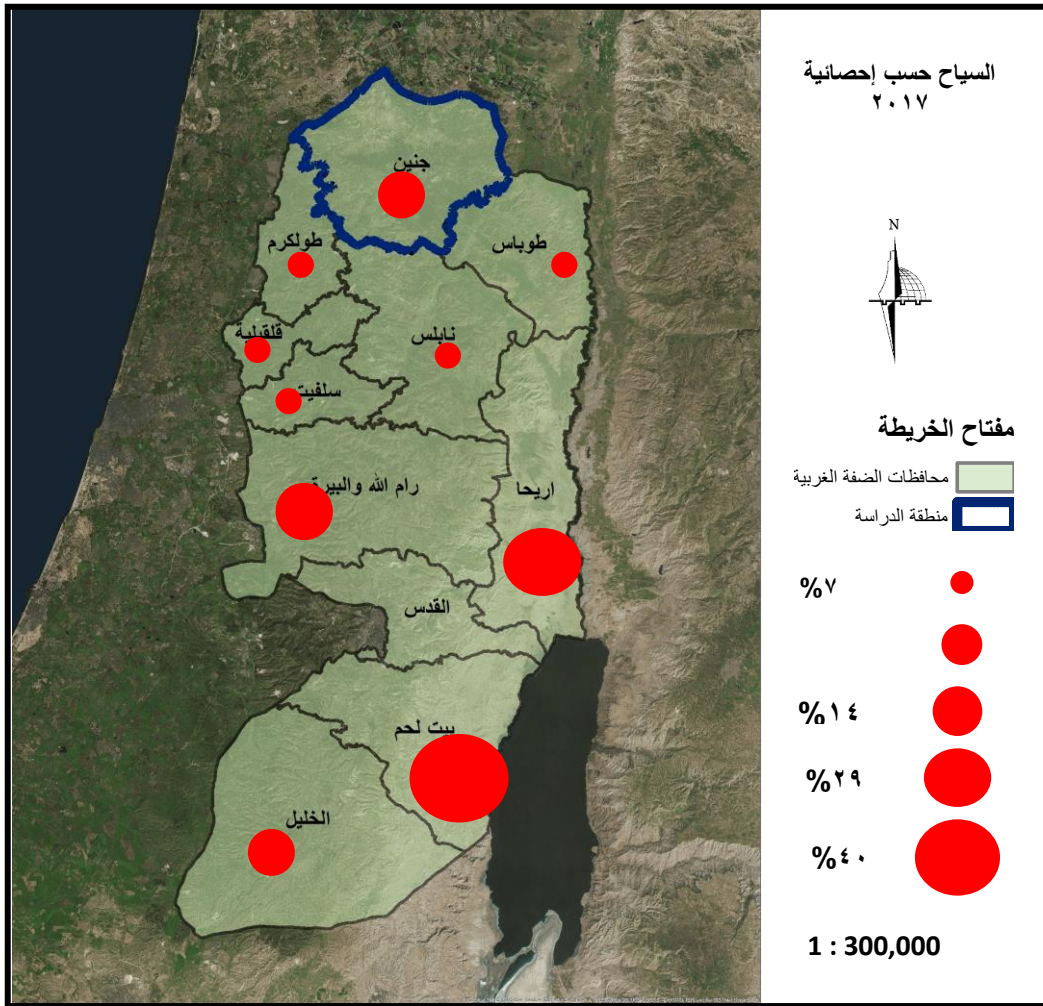 السياح حسب إحصائية
٢٠١٧
N
مفتاح الخريطة
محافظات الضفة الغربية
منطقة الدراسة
%٧
%١٤
%٢٩
%٤٠
1 : 300,000
جنين
طولكرم
طوباس
قلقيلية
نابلس
سلفيت
رام الله والبيرة
اريحا
القدس
بيت لحم
الخليل